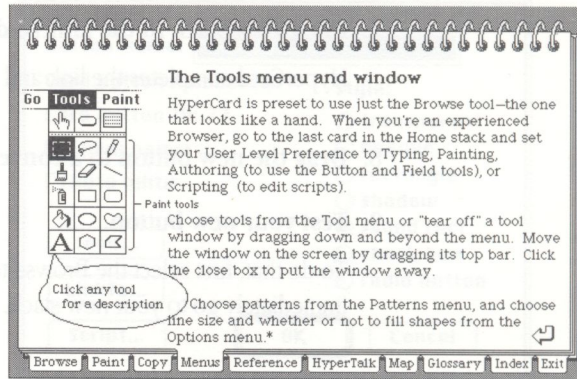 The Tools menu and window
Go Tools Paint
HyperCard is preset to use just the Browse tool—the one
that looks like a hand. When you're an experienced
Browser, go to the last card in the Home stack and set
your User Level Preference to Typing, Painting,
Authoring (to use the Button and Field tools), or
Scripting (to edit scripts).
Paint tools
A
Choose tools from the Tool menu or "tear off" a tool
window by dragging down and beyond the menu. Move
the window on the screen by dragging its top bar. Click
the close box to put the window away.
Click any tool
for a description
Choose patterns from the Patterns menu, and choose
line size and whether or not to fill shapes from the
Options menu.*
Browse Paint Copy Menus Reference HyperTalk Map Glossary Index Exit